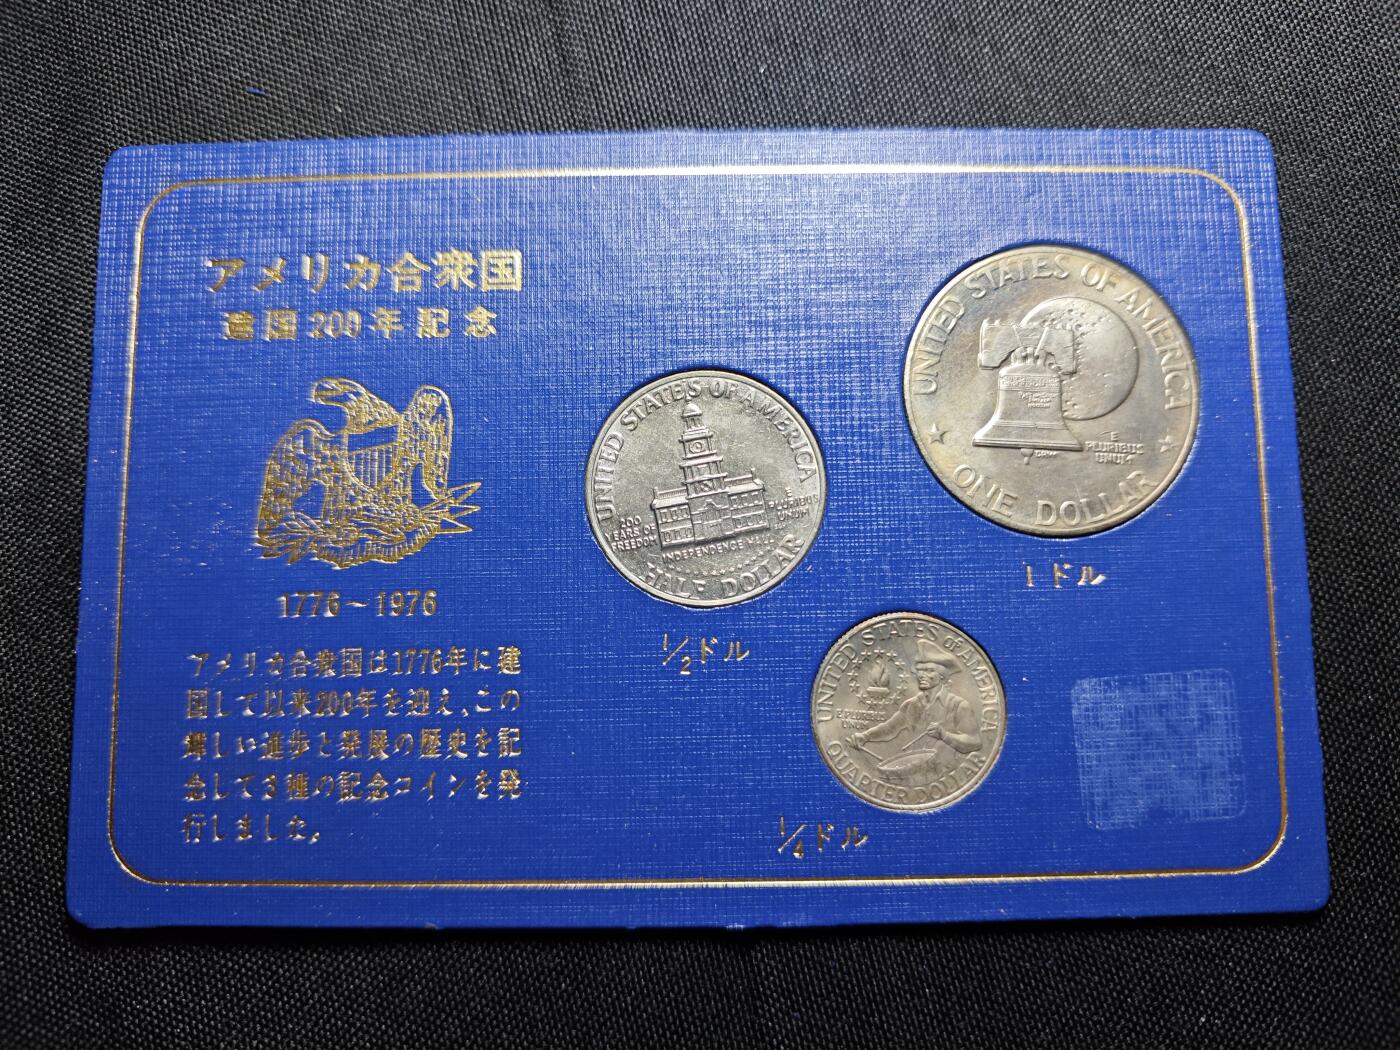 アメリカ合衆国
建国200年記念
1776~1976
アメリカ合衆国は1776年に建
国して以来200年を迎え、この
輝しい進歩と発展の歴史を記
念して3種の記念コインを発
行しました。
UNITED STATES OF AMERICA
200
YEARS OF
FREEDOM
E
PLURIBUS
UNUM
INDEPENDENCE HALL
HALF DOLLAR
1/2ドル
UNITED STATES OF AMERICA
E
PLURIBUS
UNUM
ONE DOLLAR
1ドル
UNITED STATES OF AMERICA
E PLURIBUS
UNUM
QUARTER DOLLAR
1/4ドル